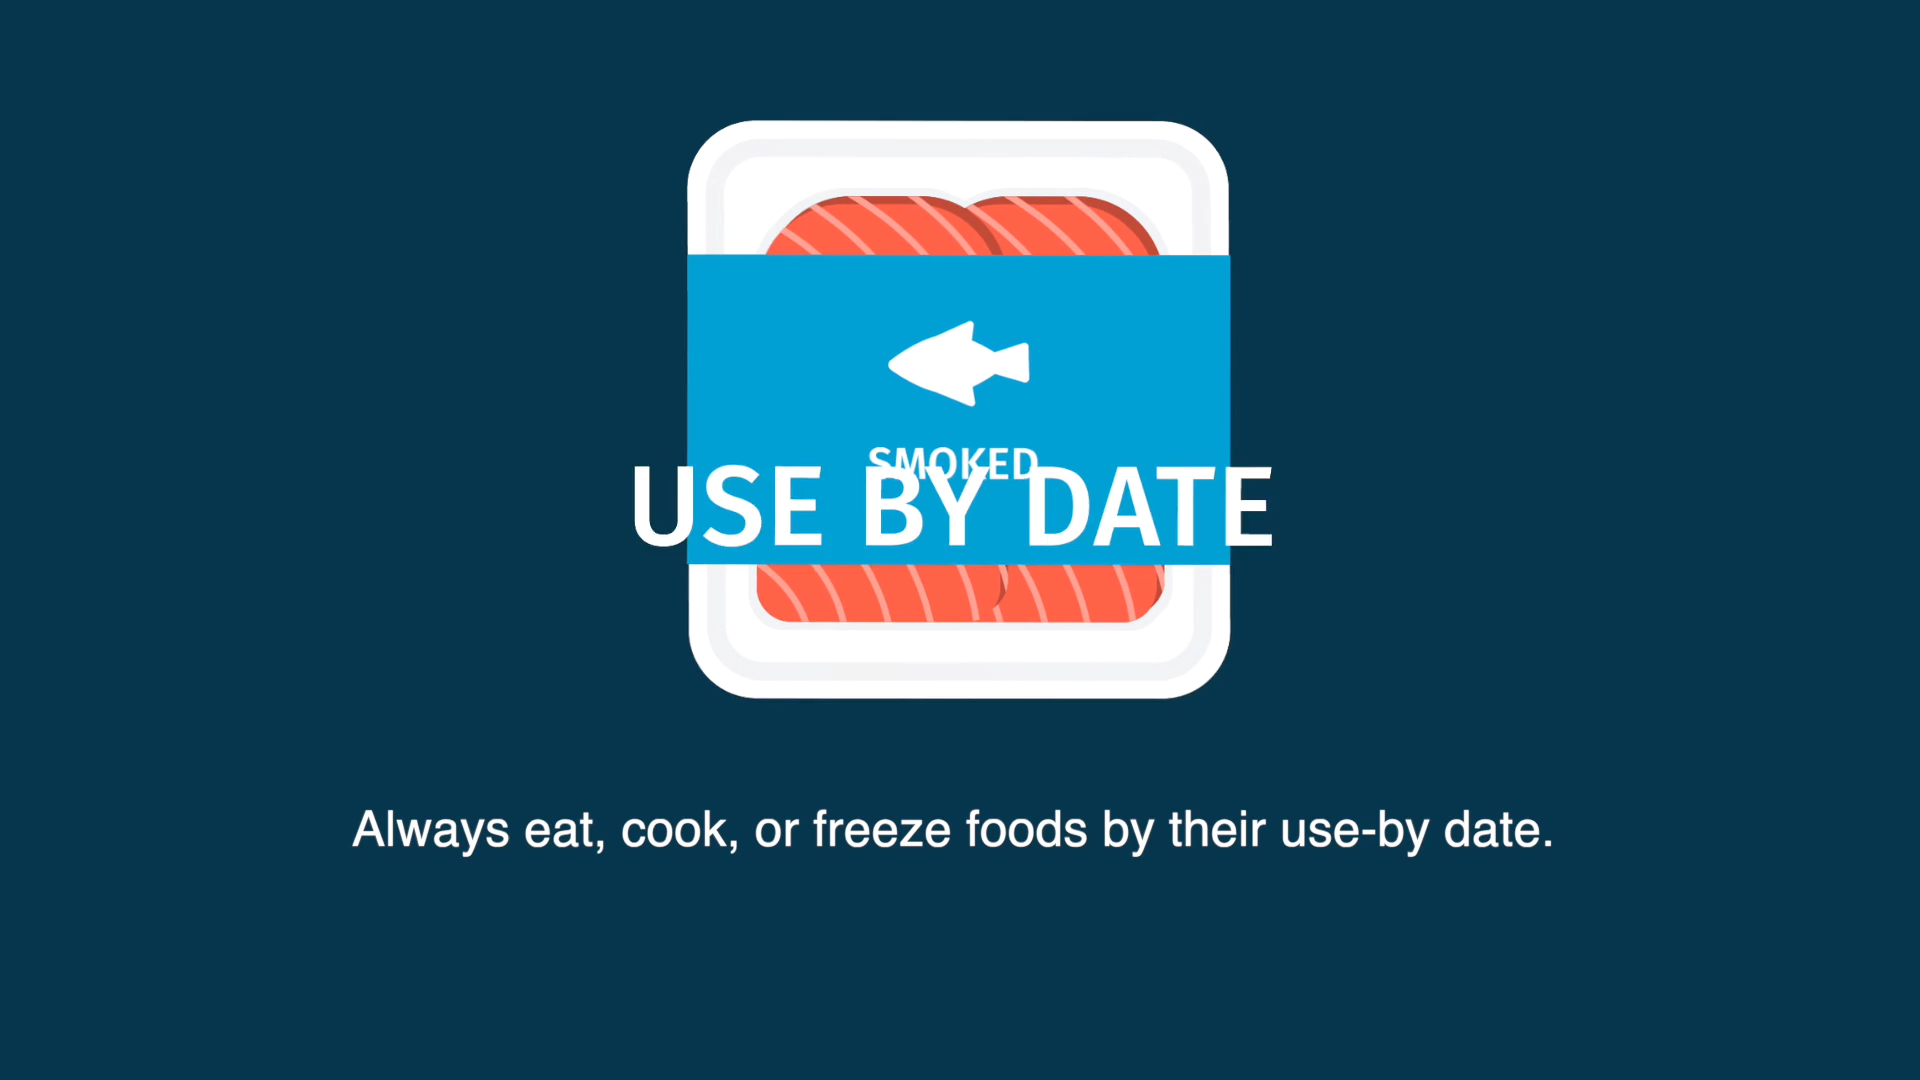 SMOKED
USE BY DATE
Always eat, cook, or freeze foods by their use-by date.